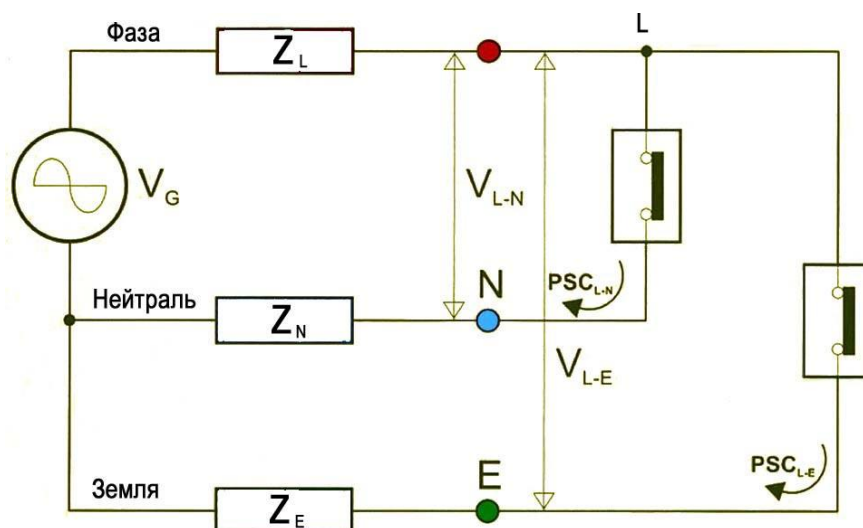 Фаза
Z L
L
V G
V L-N
Нейтраль
Z N
N
PSC L-N
V L-E
Земля
Z E
E
PSC L-E